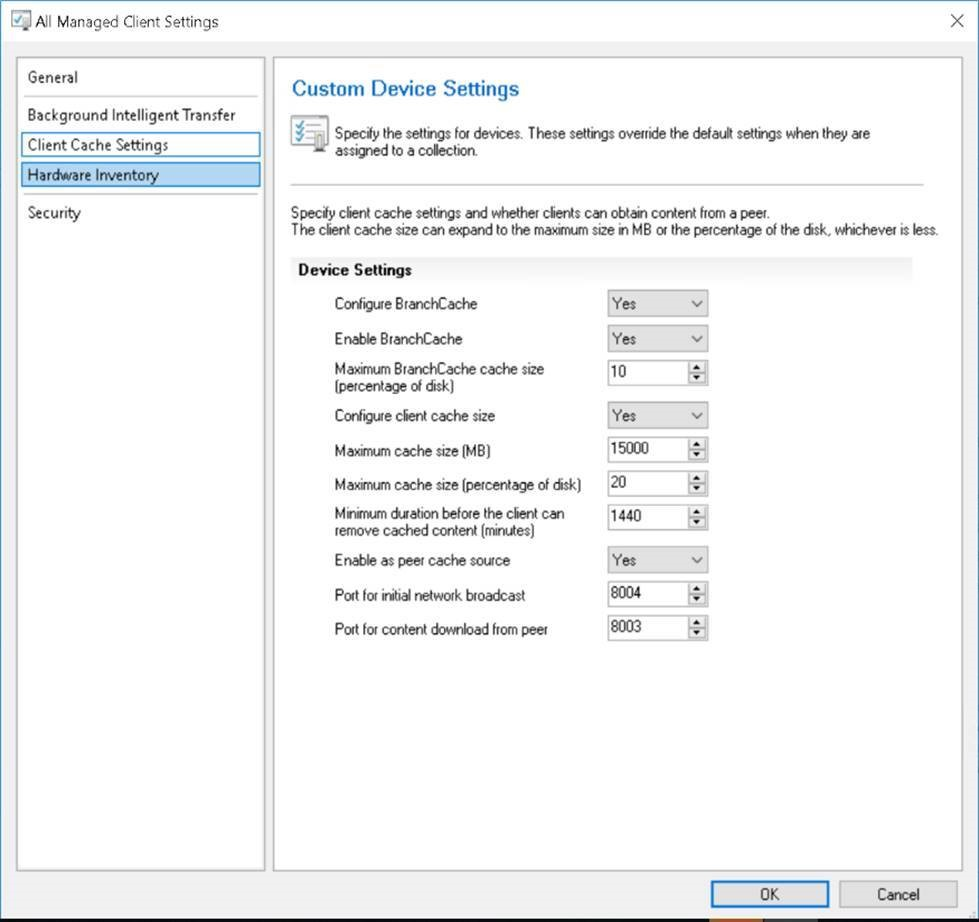 All Managed Client Settings
General
Background Intelligent Transfer
Client Cache Settings
Hardware Inventory
Security
Custom Device Settings
Specify the settings for devices. These settings override the default settings when they are
assigned to a collection.
Specify client cache settings and whether clients can obtain content from a peer.
The client cache size can expand to the maximum size in MB or the percentage of the disk, whichever is less.
Device Settings
Configure BranchCache Yes
Enable BranchCache Yes
Maximum BranchCache cache size 10
(percentage of disk)
Configure client cache size Yes
Maximum cache size (MB) 15000
Maximum cache size (percentage of disk) 20
Minimum duration before the client can 1440
remove cached content (minutes)
Enable as peer cache source Yes
Port for initial network broadcast 8004
Port for content download from peer 8003
OK Cancel